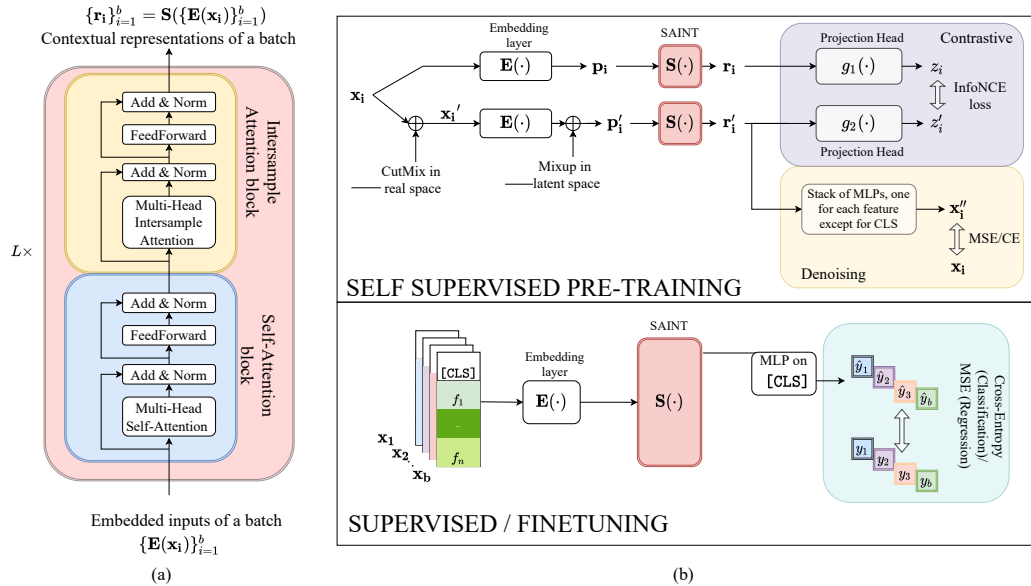 {r_i}_{i=1}^b = S({E(x_i)}_{i=1}^b)
Contextual representations of a batch
Add & Norm
FeedForward
Add & Norm
Multi-Head
Intersample
Attention
Intersample
Attention block
L×
Add & Norm
FeedForward
Add & Norm
Multi-Head
Self-Attention
Self-Attention
block
Embedded inputs of a batch
{E(x_i)}_{i=1}^b
(a)
Embedding
layer
SAINT
Projection Head
Contrastive
x_i
E(·)
p_i
S(·)
r_i
g_1(·)
z_i
InfoNCE
loss
x_i′
E(·)
p_i′
S(·)
r_i′
g_2(·)
z_i′
Projection Head
CutMix in
real space
Mixup in
latent space
Stack of MLPs, one
for each feature
except for CLS
x_i″
MSE/CE
x_i
Denoising
SELF SUPERVISED PRE-TRAINING
[CLS]
f_1
..
f_n
x_1
x_2
..
x_b
Embedding
layer
E(·)
SAINT
S(·)
MLP on
[CLS]
ŷ_1
ŷ_2
ŷ_3
ŷ_b
y_1
y_2
y_3
y_b
Cross-Entropy
(Classification)/
MSE (Regression)
SUPERVISED / FINETUNING
(b)